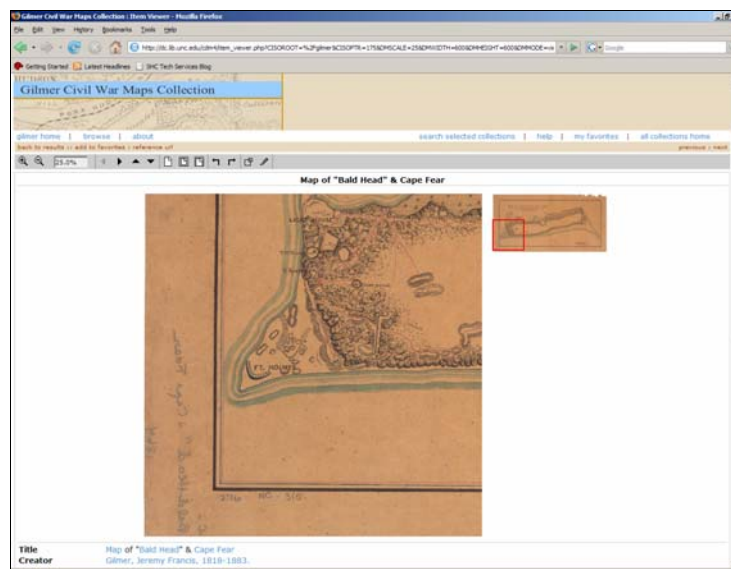 Gilmer Civil War Maps Collection : Item Viewer - Mozilla Firefox
File Edit View History Bookmarks Tools Help
Getting Started Latest Headlines SHC Tech Services Blog
Gilmer Civil War Maps Collection
gilmer home | browse | about search selected collections | help | my favorites | all collections home
back to results :: add to favorites : reference url previous : next
25.0%
Map of "Bald Head" & Cape Fear
FT. HOLMES
Title Map of "Bald Head" & Cape Fear
Creator Gilmer, Jeremy Francis, 1818-1883.